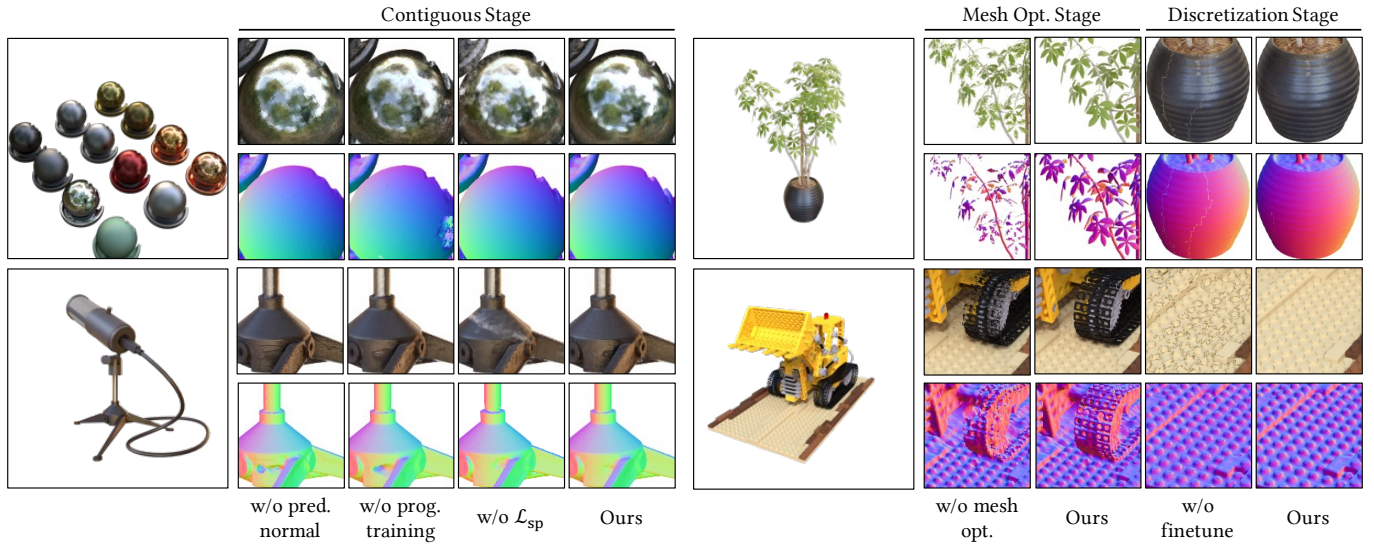 Contiguous Stage
Mesh Opt. Stage
Discretization Stage
w/o pred.
normal
w/o prog.
training
w/o ℒsp
Ours
w/o mesh
opt.
Ours
w/o
finetune
Ours